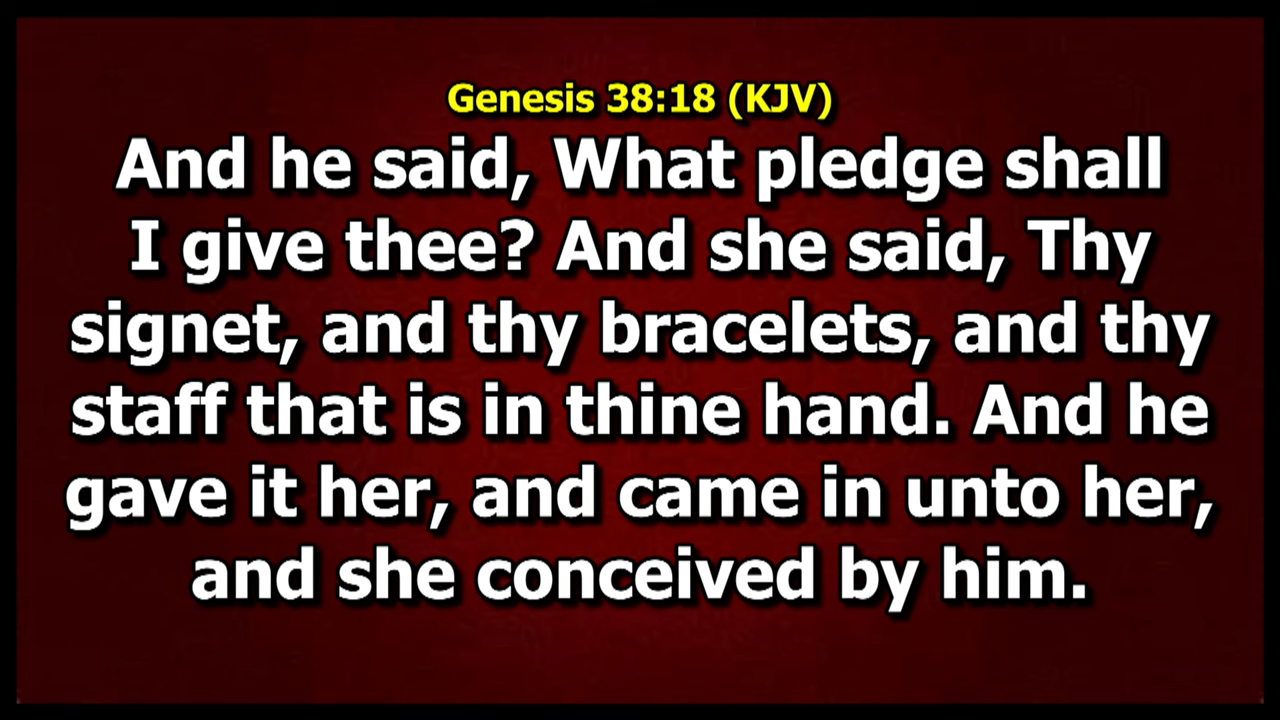 Genesis 38:18 (KJV)
And he said, What pledge shall
I give thee? And she said, Thy
signet, and thy bracelets, and thy
staff that is in thine hand. And he
gave it her, and came in unto her,
and she conceived by him.